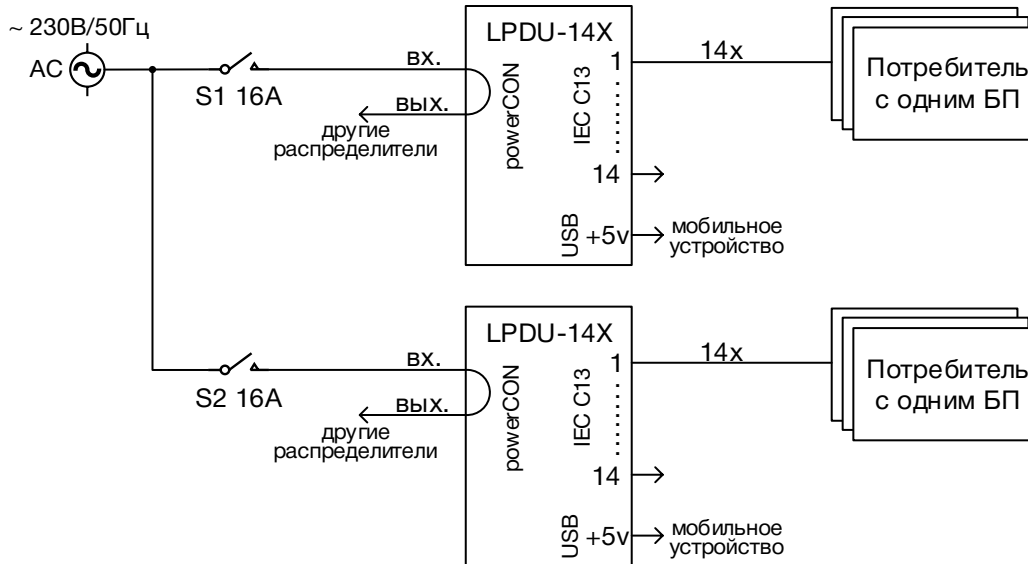 ~ 230В/50Гц
AC
S1 16A
вх.
вых.
другие
распределители
LPDU-14X
powerCON
IEC C13
1
14
USB
+5v
14x
Потребитель
с одним БП
мобильное
устройство
S2 16A
вх.
вых.
другие
распределители
LPDU-14X
powerCON
IEC C13
1
14
USB
+5v
14x
Потребитель
с одним БП
мобильное
устройство